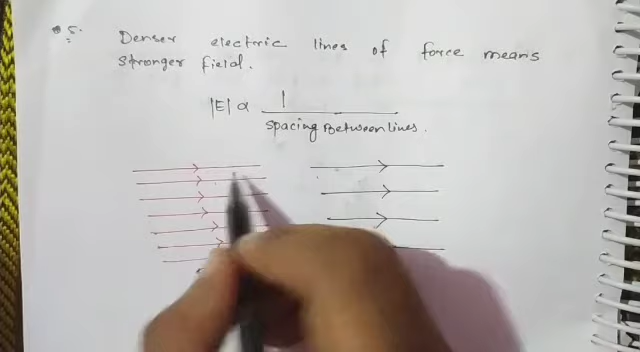 5. Denser electric lines of force means
stronger field.
|E| ∝ 1
spacing Between lines.